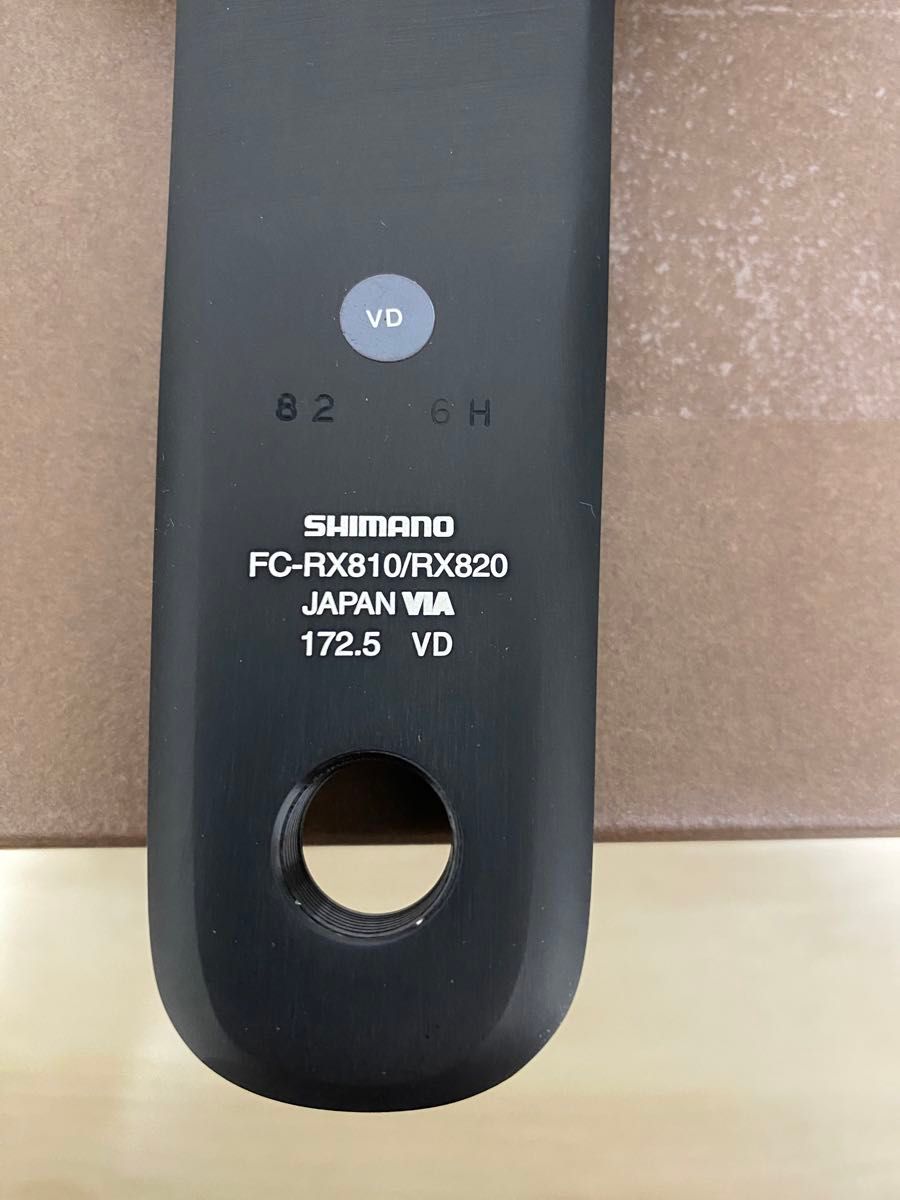 VD
82 6H
SHIMANO
FC-RX810/RX820
JAPAN VIA
172.5 VD